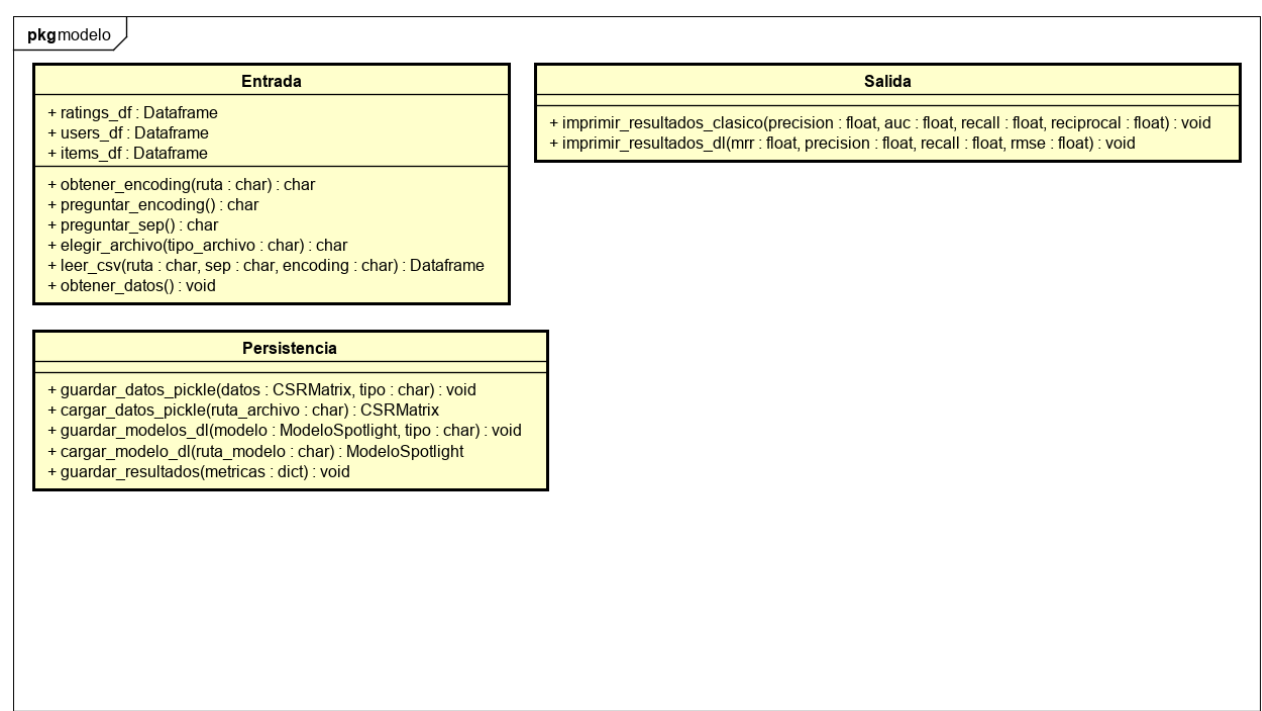 pkg modelo
Entrada
+ ratings_df : Dataframe
+ users_df : Dataframe
+ items_df : Dataframe
+ obtener_encoding(ruta : char) : char
+ preguntar_encoding() : char
+ preguntar_sep() : char
+ elegir_archivo(tipo_archivo : char) : char
+ leer_csv(ruta : char, sep : char, encoding : char) : Dataframe
+ obtener_datos() : void
Salida
+ imprimir_resultados_clasico(precision : float, auc : float, recall : float, reciprocal : float) : void
+ imprimir_resultados_dl(mrr : float, precision : float, recall : float, rmse : float) : void
Persistencia
+ guardar_datos_pickle(datos : CSRMatrix, tipo : char) : void
+ cargar_datos_pickle(ruta_archivo : char) : CSRMatrix
+ guardar_modelos_dl(modelo : ModeloSpotlight, tipo : char) : void
+ cargar_modelo_dl(ruta_modelo : char) : ModeloSpotlight
+ guardar_resultados(metricas : dict) : void